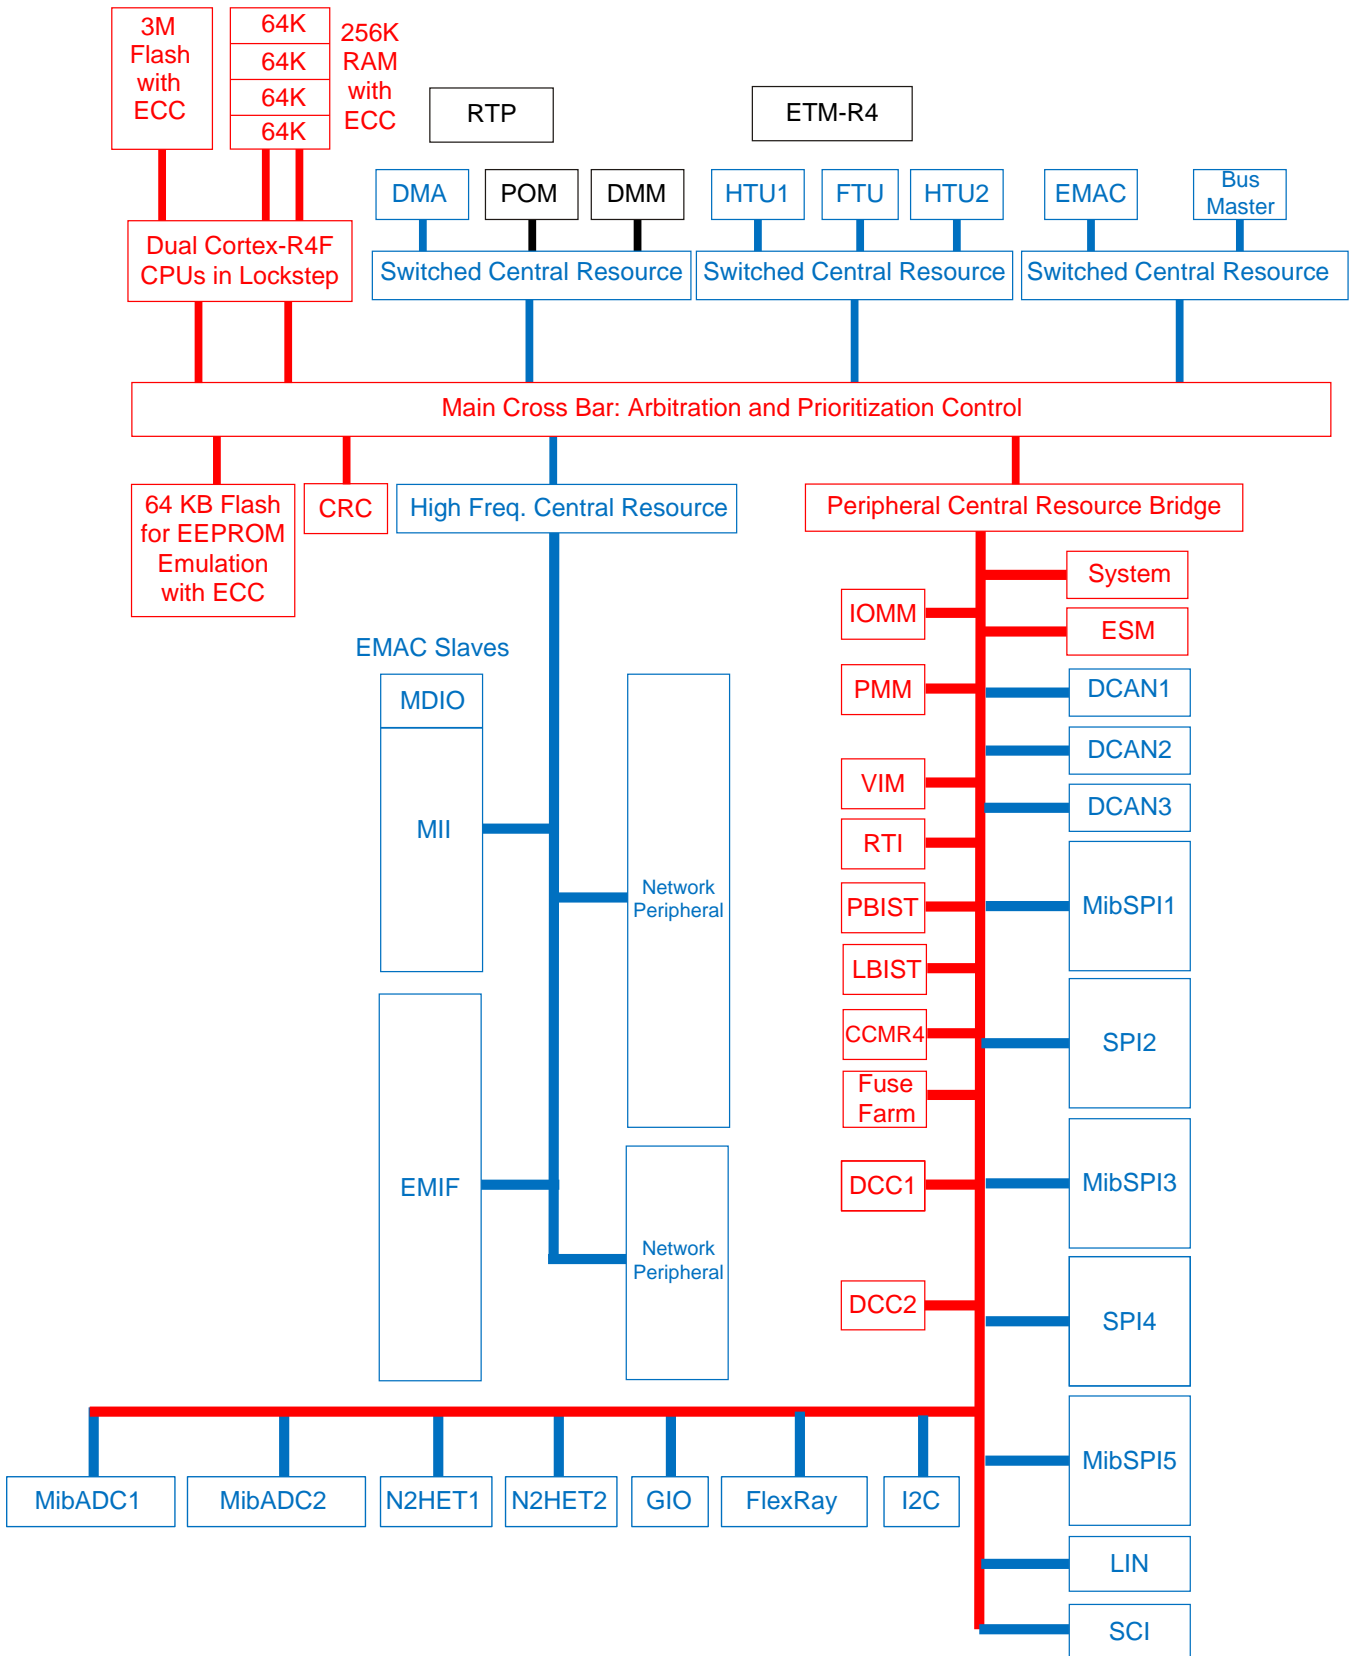 3M
Flash
with
ECC
64K
64K
64K
64K
256K
RAM
with
ECC
RTP
ETM-R4
DMA
POM
DMM
HTU1
FTU
HTU2
EMAC
Bus
Master
Dual Cortex-R4F
CPUs in Lockstep
Switched Central Resource
Switched Central Resource
Switched Central Resource
Main Cross Bar: Arbitration and Prioritization Control
64 KB Flash
for EEPROM
Emulation
with ECC
CRC
High Freq. Central Resource
Peripheral Central Resource Bridge
EMAC Slaves
MDIO
MII
EMIF
Network
Peripheral
Network
Peripheral
IOMM
PMM
VIM
RTI
PBIST
LBIST
CCMR4
Fuse
Farm
DCC1
DCC2
System
ESM
DCAN1
DCAN2
DCAN3
MibSPI1
SPI2
MibSPI3
SPI4
MibSPI5
LIN
SCI
MibADC1
MibADC2
N2HET1
N2HET2
GIO
FlexRay
I2C